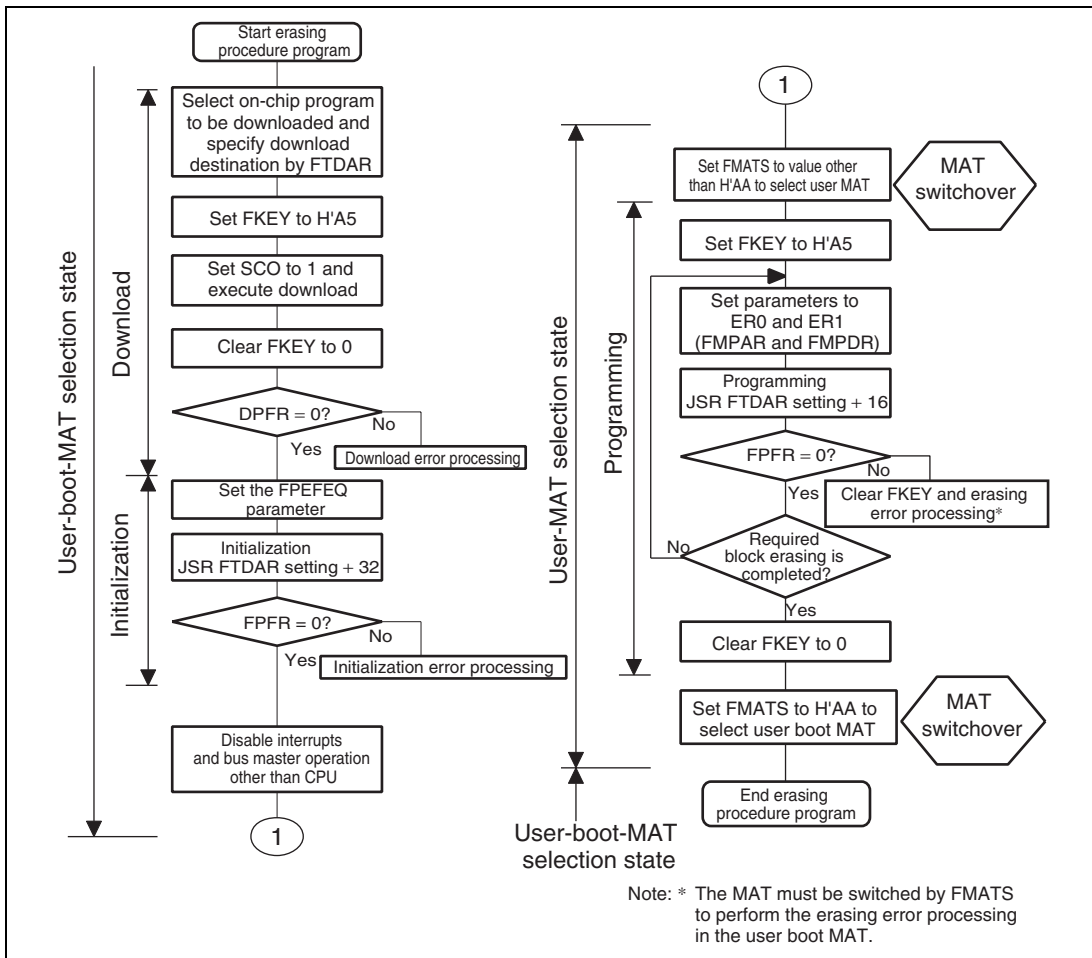 Start erasing
procedure program
Select on-chip program
to be downloaded and
specify download
destination by FTDAR
Set FKEY to H'A5
Set SCO to 1 and
execute download
Clear FKEY to 0
DPFR = 0?
No
Yes
Download error processing
Set the FPEFEQ
parameter
Initialization
JSR FTDAR setting + 32
FPFR = 0?
No
Yes
Initialization error processing
Disable interrupts
and bus master operation
other than CPU
1
User-boot-MAT selection state
Download
Initialization
1
Set FMATS to value other
than H'AA to select user MAT
MAT
switchover
Set FKEY to H'A5
Set parameters to
ER0 and ER1
(FMPAR and FMPDR)
Programming
JSR FTDAR setting + 16
FPFR = 0?
No
Yes
Clear FKEY and erasing
error processing*
No
Required
block erasing is
completed?
Yes
Clear FKEY to 0
Set FMATS to H'AA to
select user boot MAT
MAT
switchover
End erasing
procedure program
User-MAT selection state
Programming
User-boot-MAT
selection state
Note: * The MAT must be switched by FMATS
to perform the erasing error processing
in the user boot MAT.